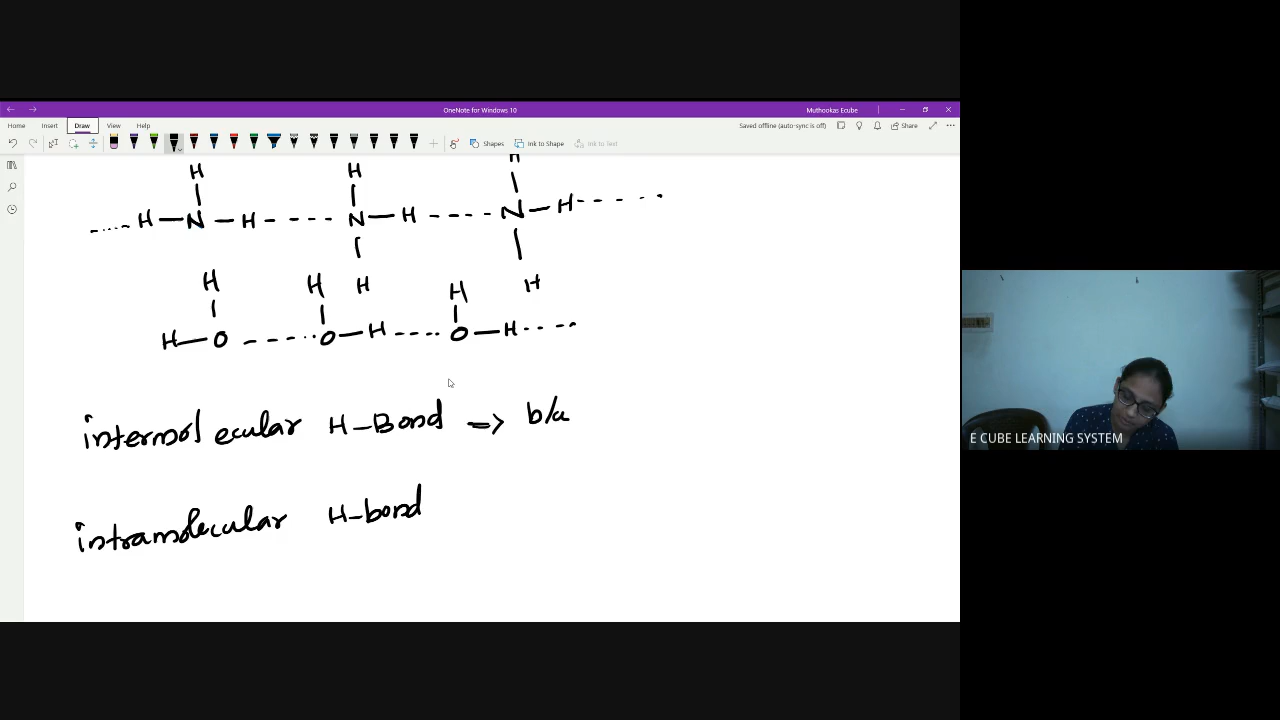 OneNote for Windows 10
Muthookas Ecube
Home Insert Draw View Help
Saved offline (auto-sync is off)
Share
Shapes
Ink to Shape
Ink to Text
H H H
H-N-H-----N-H----N-H-----
H H
H H H
H-O-----O-H----O-H----
intermolecular H-Bond => b/a
intramolecular H-bond
E CUBE LEARNING SYSTEM